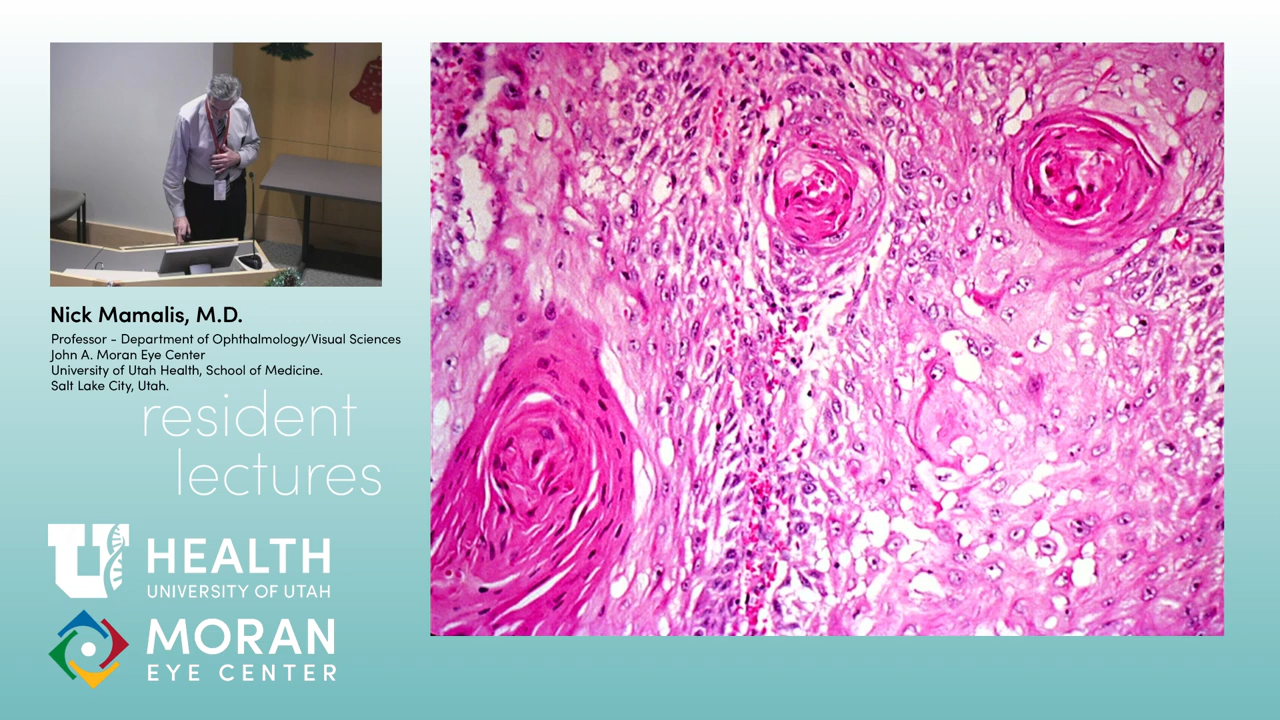 Nick Mamalis, M.D.
Professor - Department of Ophthalmology/Visual Sciences
John A. Moran Eye Center
University of Utah Health, School of Medicine.
Salt Lake City, Utah.
resident
lectures
U HEALTH
UNIVERSITY OF UTAH
MORAN
EYE CENTER